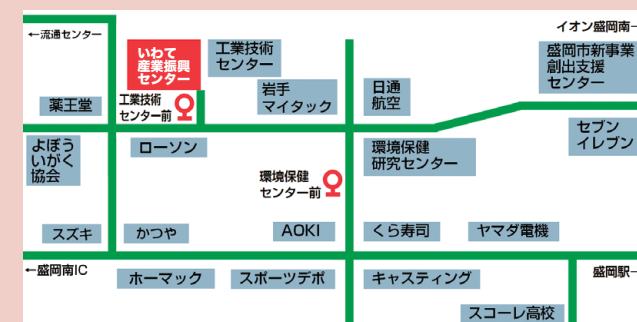 ←流通センター
いわて
産業振興
センター
工業技術
センター
イオン盛岡南→
盛岡市新事業
創出支援
センター
岩手
マイタック
日通
航空
薬王堂
工業技術
センター前
セブン
イレブン
よぼう
いがく
協会
ローソン
環境保健
研究センター
環境保健
センター前
スズキ
かつや
AOKI
くら寿司
ヤマダ電機
←盛岡南IC
ホーマック
スポーツデポ
キャスティング
盛岡駅→
スコーレ高校